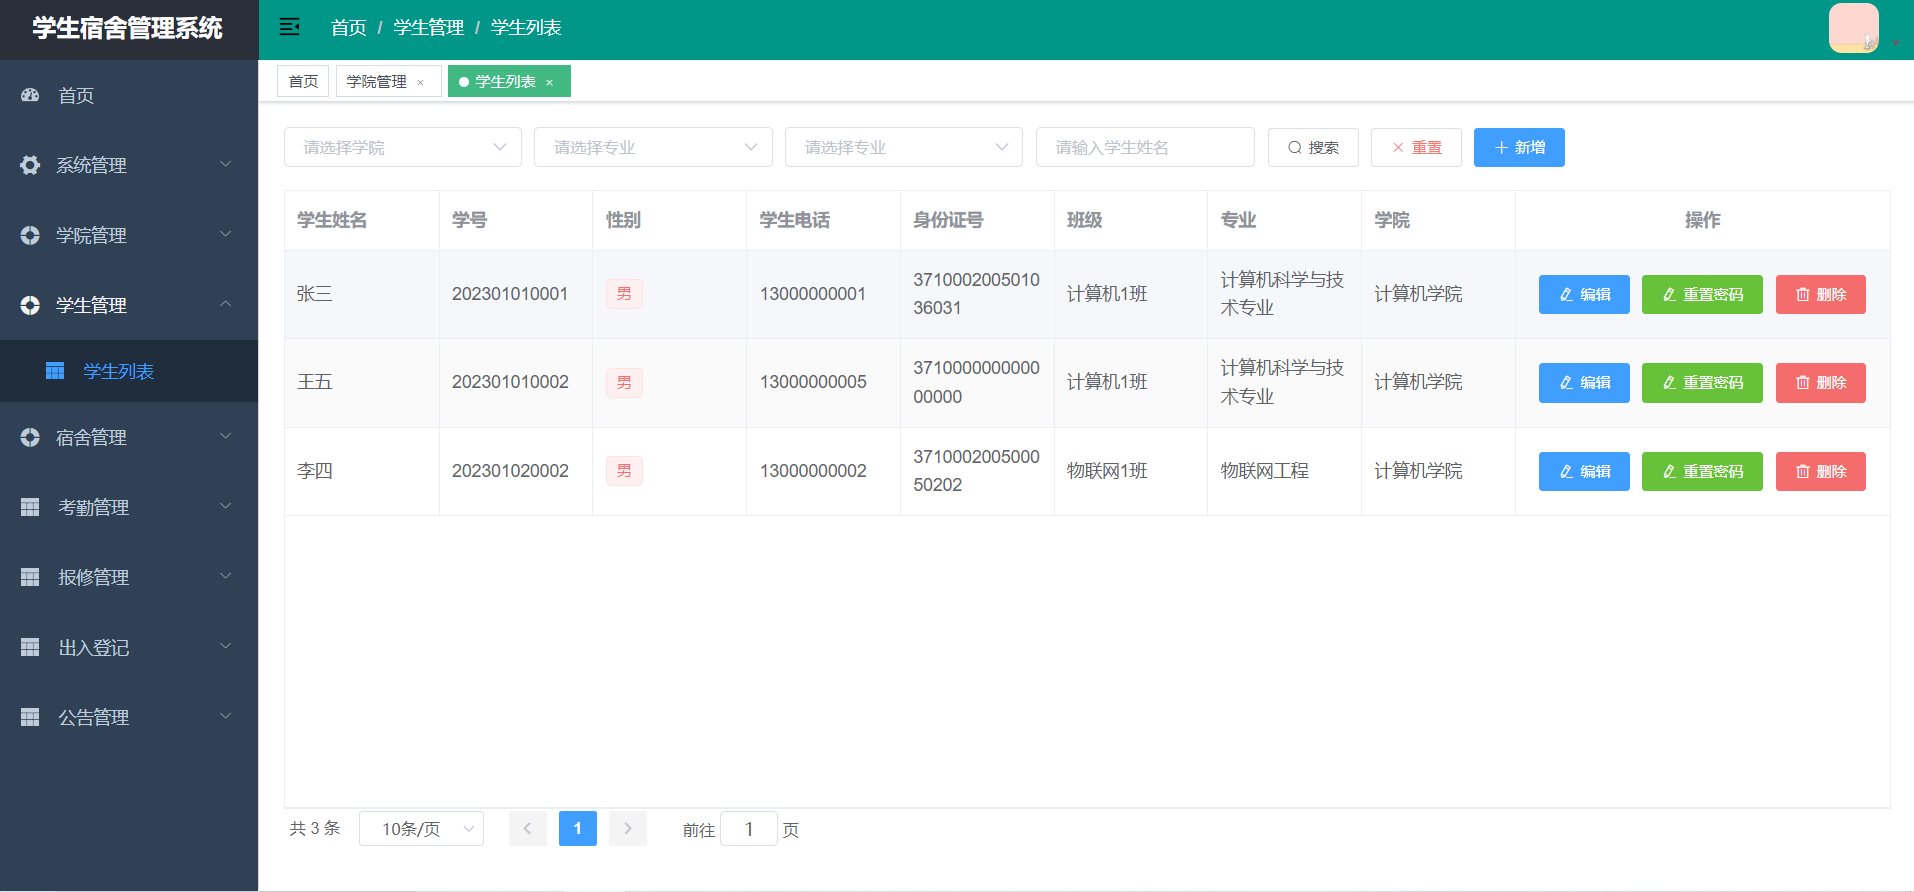 学生宿舍管理系统
首页 / 学生管理 / 学生列表
首页
系统管理
学院管理
学生管理
学生列表
宿舍管理
考勤管理
报修管理
出入登记
公告管理
首页 学院管理 × 学生列表 ×
请选择学院 请选择专业 请选择专业 请输入学生姓名 搜索 重置 新增
学生姓名 学号 性别 学生电话 身份证号 班级 专业 学院 操作
张三 202301010001 男 13000000001 3710002005010 计算机1班 计算机科学与技 计算机学院 编辑 重置密码 删除
36031 术专业
王五 202301010002 男 13000000005 3710000000000 计算机1班 计算机科学与技 计算机学院 编辑 重置密码 删除
00000 术专业
李四 202301020002 男 13000000002 3710002005000 物联网1班 物联网工程 计算机学院 编辑 重置密码 删除
50202
共 3 条 10条/页 1 前往 1 页